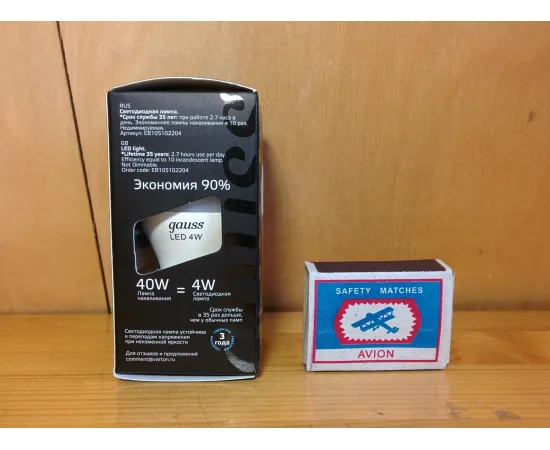 RUS
Светодиодная лампа.
*Срок службы 35 лет: при работе 2.7 часа в
день. Экономичнее лампы накаливания в 10 раз.
Недиммируемая.
Артикул: EB105102204
GB
LED light.
*Lifetime 35 years: 2.7 hours use per day.
Efficiency equal to 10 incandescent lamp.
Not Dimmable.
Order code: EB105102204
Экономия 90%
gauss
LED 4W
40W = 4W
Лампа накаливания
Светодиодная лампа
Срок службы
в 35 раз дольше,
чем у обычных ламп
Светодиодная лампа устойчива
к перепадам напряжения
при неизменной яркости
3 года
Для отзывов и предложений
comment@varton.ru
SAFETY MATCHES
AVION